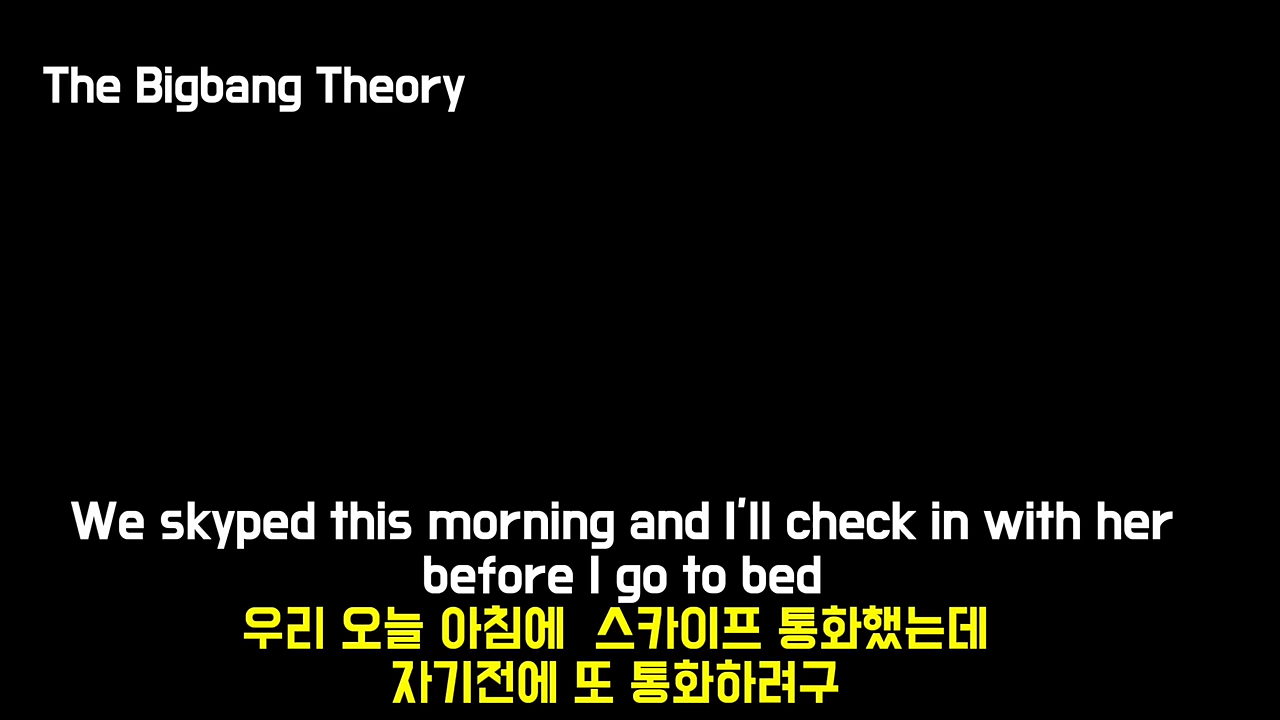 The Bigbang Theory
We skyped this morning and I'll check in with her
before I go to bed
우리 오늘 아침에  스카이프 통화했는데
자기전에 또 통화하려구